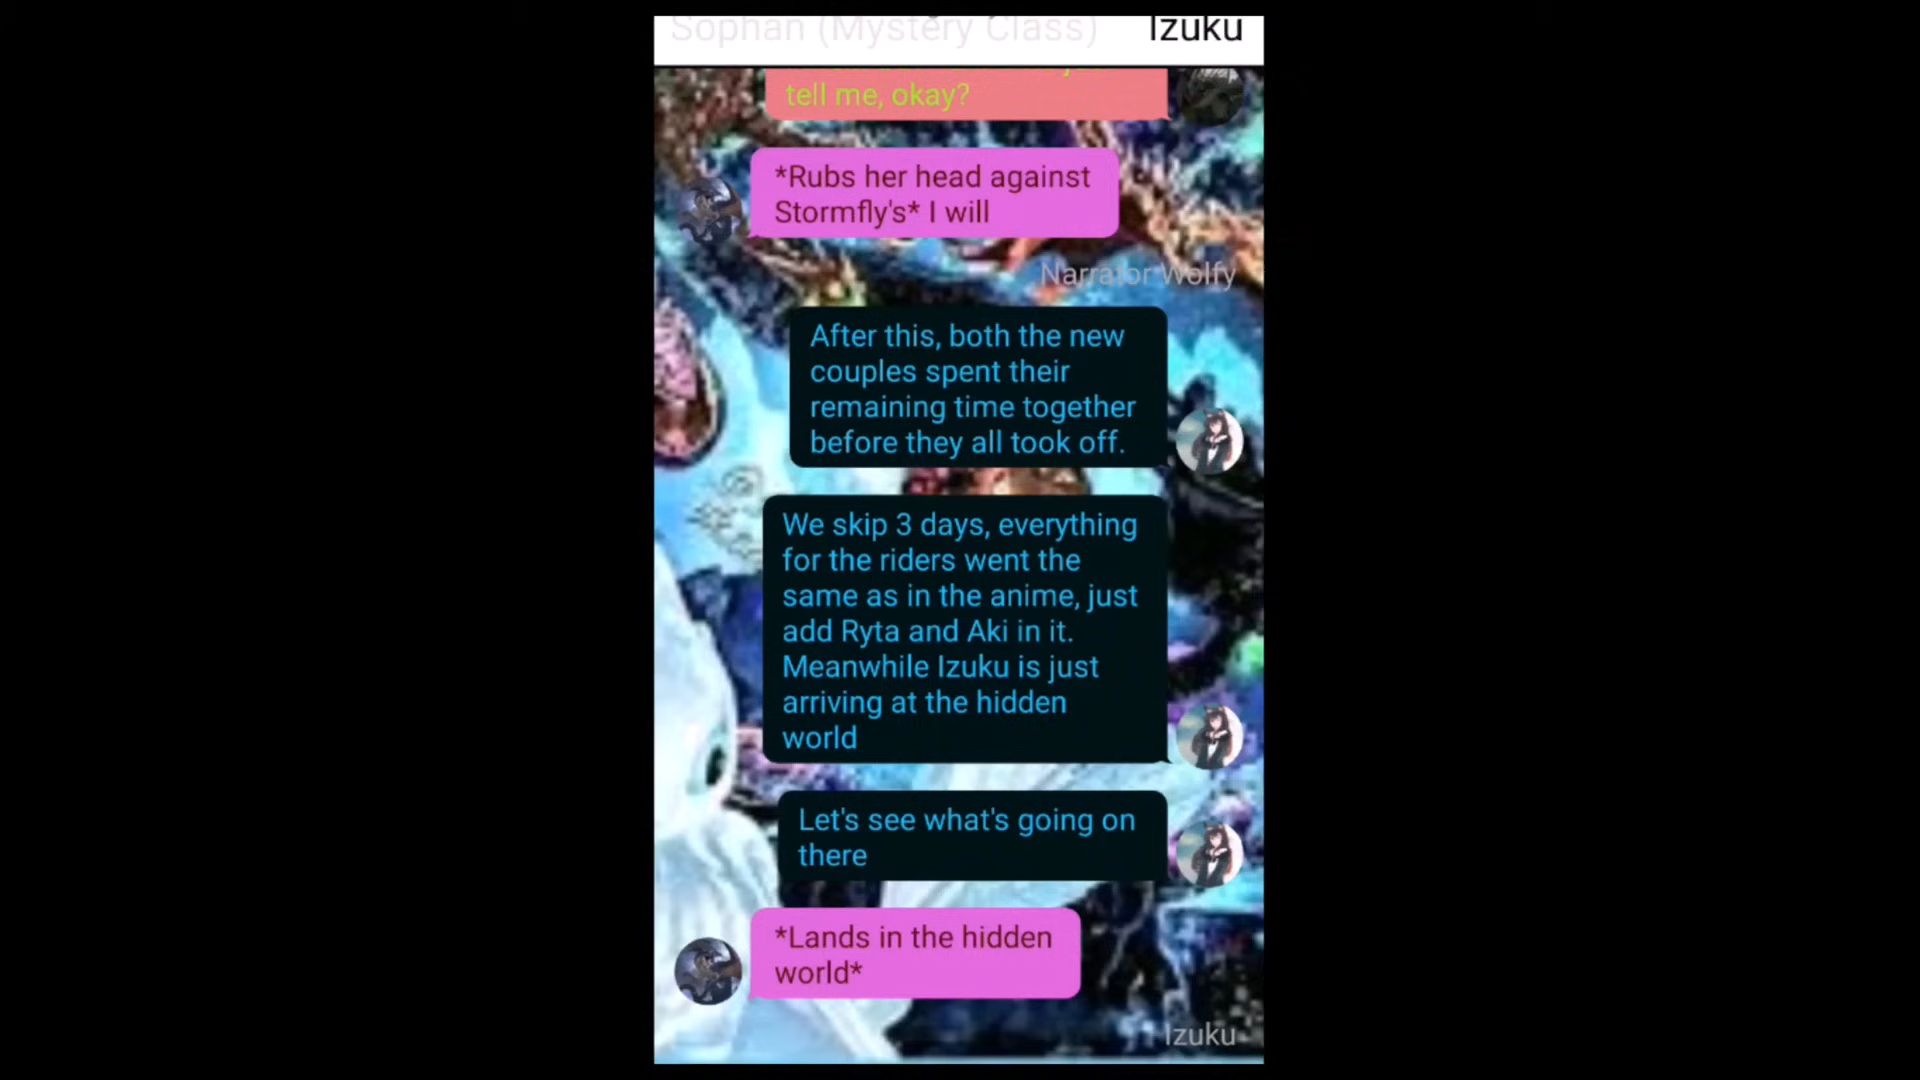 Sophan (Mystery Class) Izuku
tell me, okay?
*Rubs her head against
Stormfly's* I will
Narrator Wolfy
After this, both the new
couples spent their
remaining time together
before they all took off.
We skip 3 days, everything
for the riders went the
same as in the anime, just
add Ryta and Aki in it.
Meanwhile Izuku is just
arriving at the hidden
world
Let's see what's going on
there
*Lands in the hidden
world*
Izuku